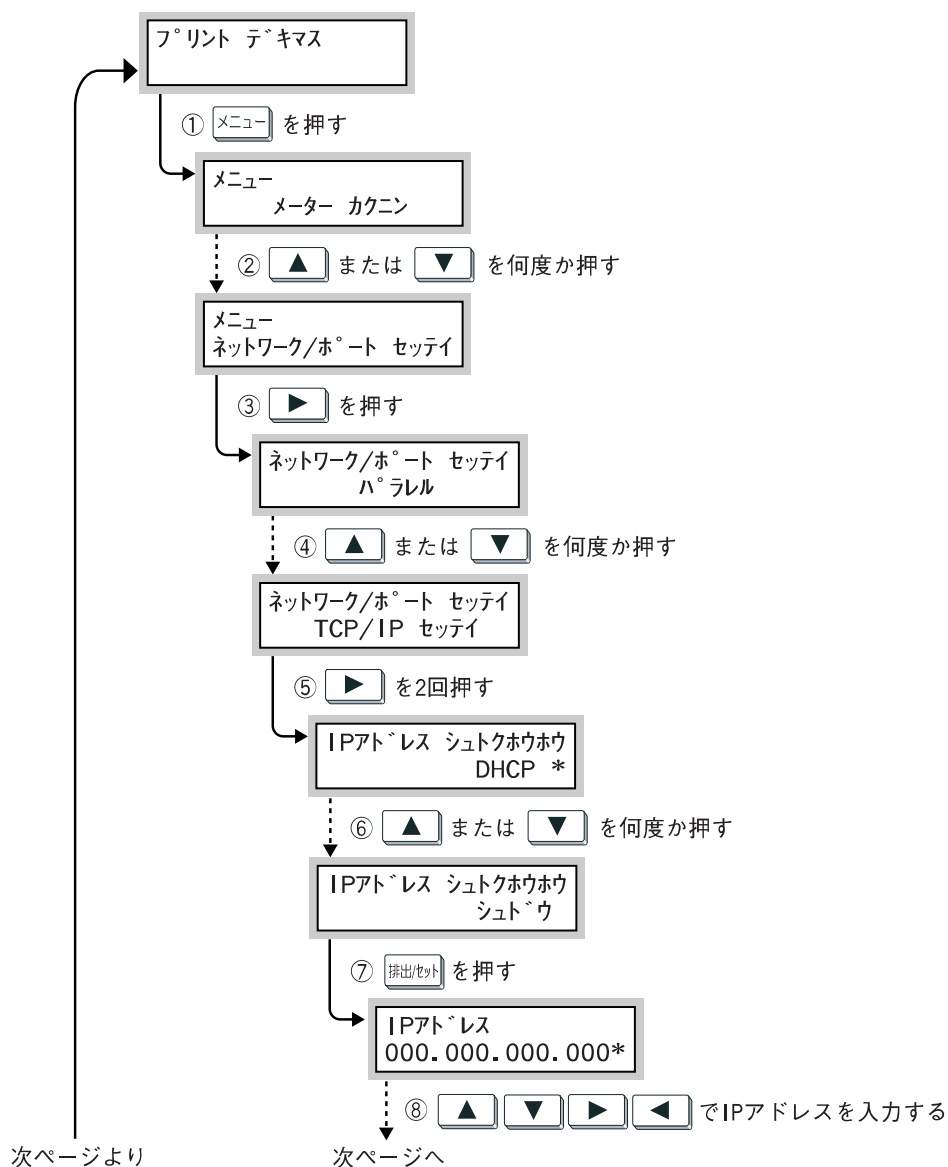 プリント デキマス
① メニュー を押す
メニュー
メーター カクニン
② ▲ または ▼ を何度か押す
メニュー
ネットワーク/ポート セッテイ
③ ▶ を押す
ネットワーク/ポート セッテイ
パラレル
④ ▲ または ▼ を何度か押す
ネットワーク/ポート セッテイ
TCP/IP セッテイ
⑤ ▶ を2回押す
IPアドレス シュトクホウホウ
DHCP *
⑥ ▲ または ▼ を何度か押す
IPアドレス シュトクホウホウ
シュドウ
⑦ 排出/セット を押す
IPアドレス
000.000.000.000*
⑧ ▲ ▼ ▶ ◀ でIPアドレスを入力する
次ページより
次ページへ